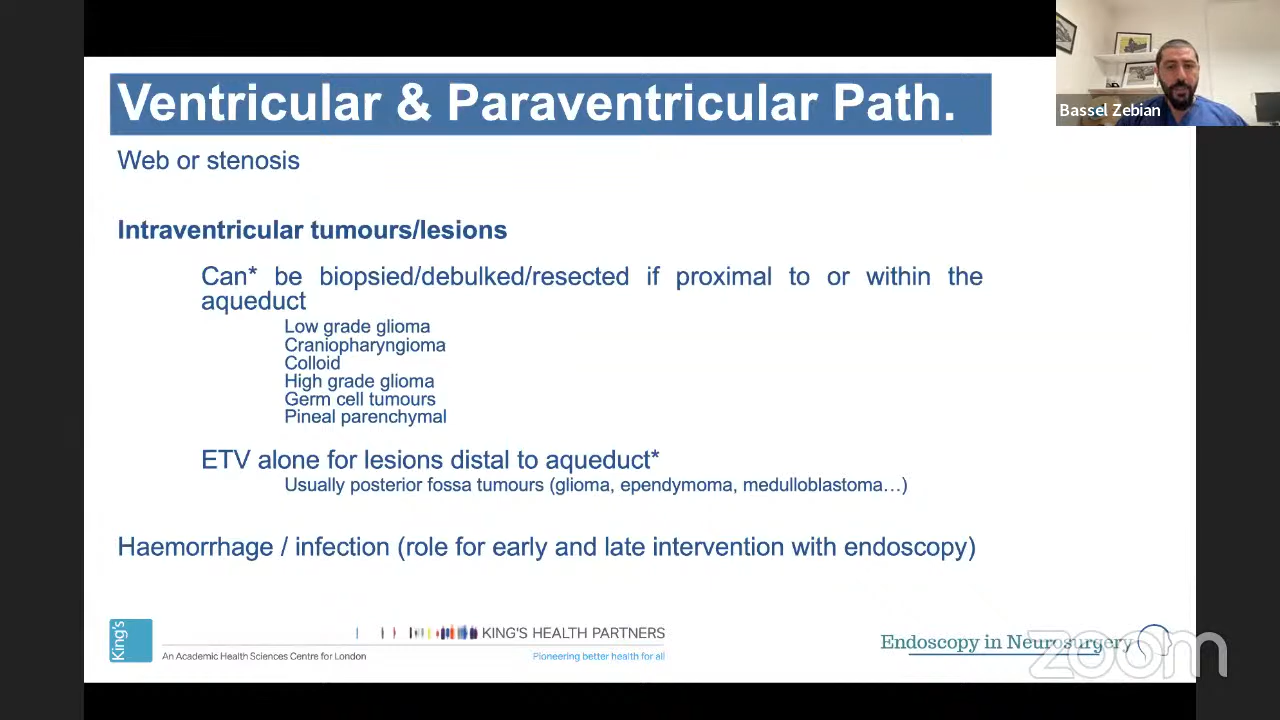 Ventricular & Paraventricular Path.
Bassel Zebian
Web or stenosis
Intraventricular tumours/lesions
Can* be biopsied/debulked/resected if proximal to or within the
aqueduct
Low grade glioma
Craniopharyngioma
Colloid
High grade glioma
Germ cell tumours
Pineal parenchymal
ETV alone for lesions distal to aqueduct*
Usually posterior fossa tumours (glioma, ependymoma, medulloblastoma…)
Haemorrhage / infection (role for early and late intervention with endoscopy)
King's
KING'S HEALTH PARTNERS
An Academic Health Sciences Centre for London
Pioneering better health for all
Endoscopy in Neurosurgery
zoom